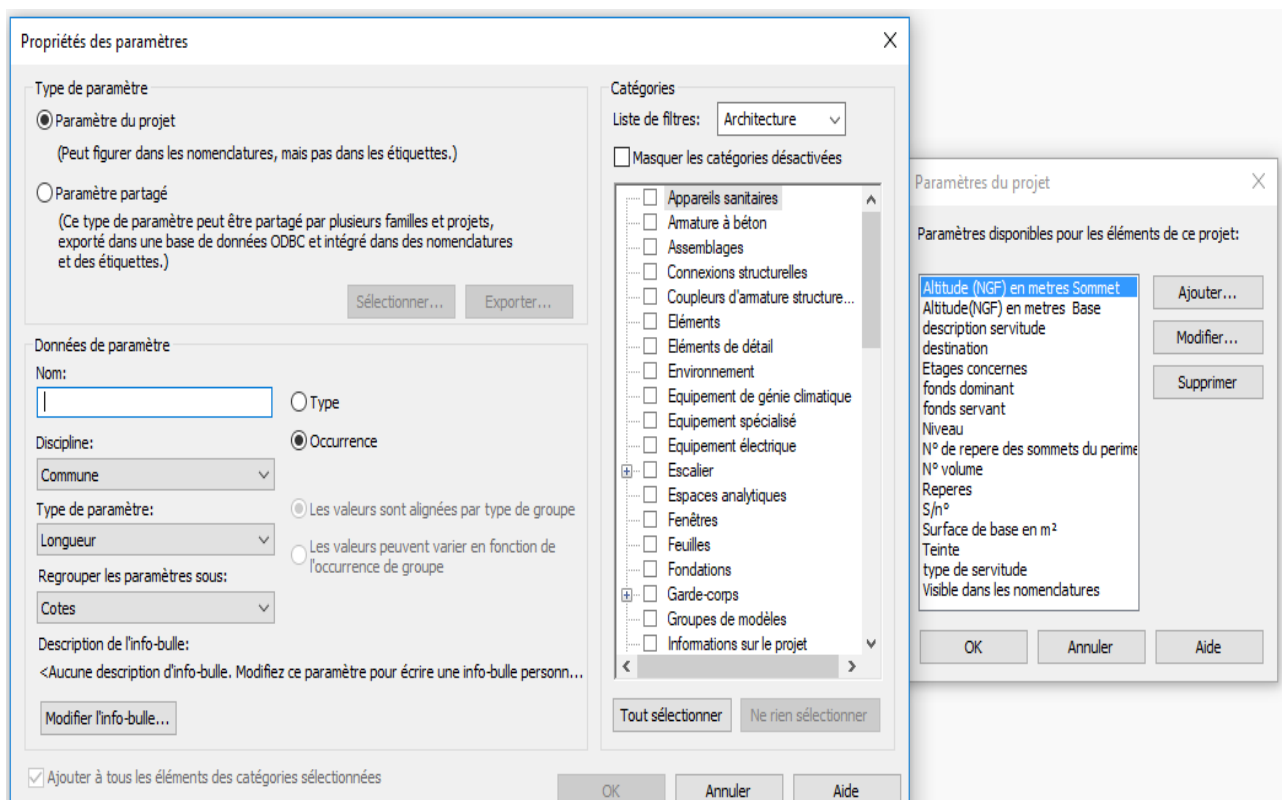 Propriétés des paramètres
Type de paramètre
Paramètre du projet
(Peut figurer dans les nomenclatures, mais pas dans les étiquettes.)
Paramètre partagé
(Ce type de paramètre peut être partagé par plusieurs familles et projets,
exporté dans une base de données ODBC et intégré dans des nomenclatures
et des étiquettes.)
Sélectionner...
Exporter...
Données de paramètre
Nom:
Type
Discipline:
Occurrence
Commune
Type de paramètre:
Les valeurs sont alignées par type de groupe
Longueur
Les valeurs peuvent varier en fonction de
l'occurrence de groupe
Regrouper les paramètres sous:
Cotes
Description de l'info-bulle:
<Aucune description d'info-bulle. Modifiez ce paramètre pour écrire une info-bulle personn...
Modifier l'info-bulle...
Ajouter à tous les éléments des catégories sélectionnées
Catégories
Liste de filtres:
Architecture
Masquer les catégories désactivées
Appareils sanitaires
Armature à béton
Assemblages
Connexions structurelles
Coupleurs d'armature structure...
Eléments
Eléments de détail
Environnement
Equipement de génie climatique
Equipement spécialisé
Equipement électrique
Escalier
Espaces analytiques
Fenêtres
Feuilles
Fondations
Garde-corps
Groupes de modèles
Informations sur le projet
Tout sélectionner
Ne rien sélectionner
OK
Annuler
Aide
Paramètres du projet
Paramètres disponibles pour les éléments de ce projet:
Altitude (NGF) en metres Sommet
Altitude(NGF) en metres Base
description servitude
destination
Etages concernes
fonds dominant
fonds servant
Niveau
N° de repere des sommets du perime
N° volume
Reperes
S/n°
Surface de base en m²
Teinte
type de servitude
Visible dans les nomenclatures
Ajouter...
Modifier...
Supprimer
OK
Annuler
Aide